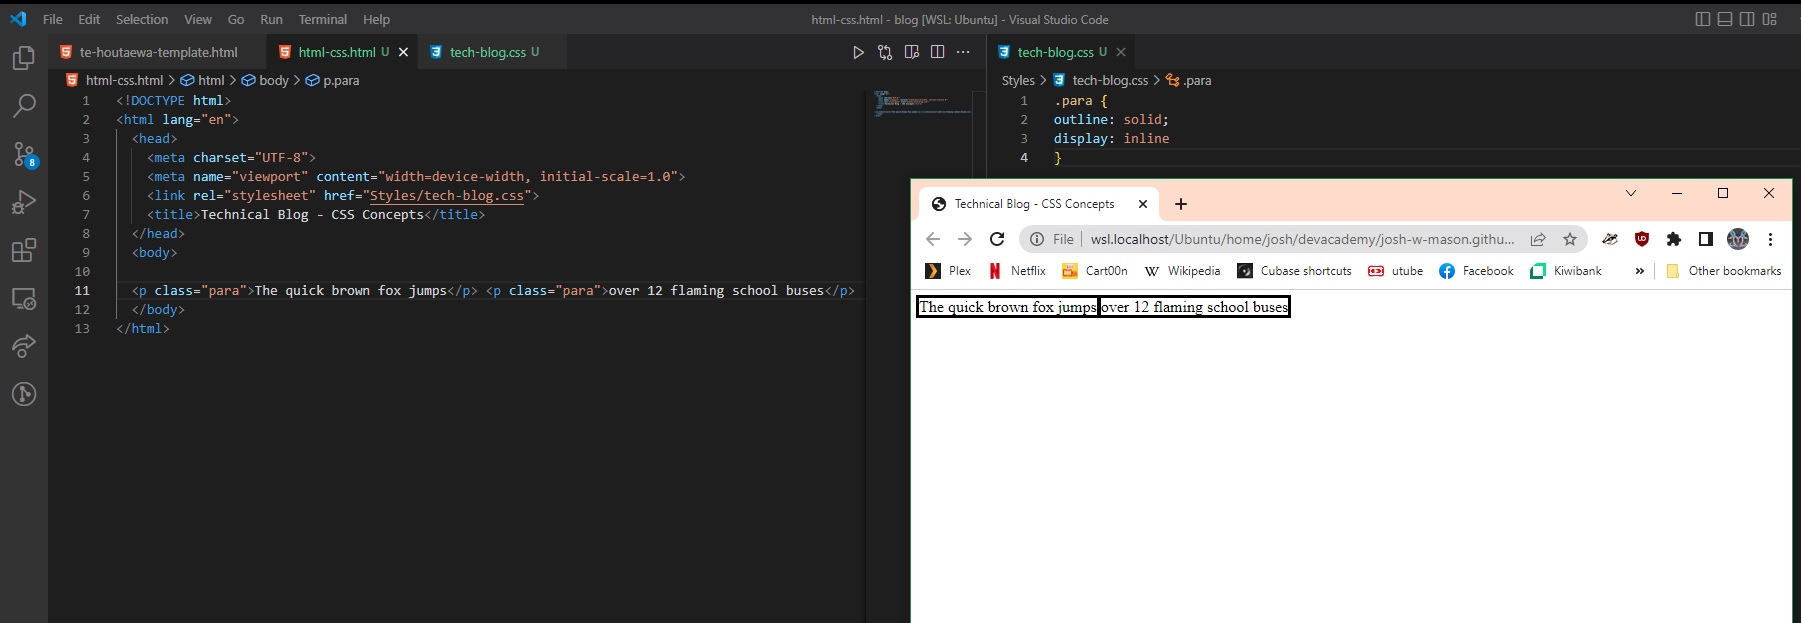 File Edit Selection View Go Run Terminal Help
html-css.html - blog [WSL: Ubuntu] - Visual Studio Code
te-houtaewa-template.html
html-css.html U
tech-blog.css U
html-css.html > html > body > p.para
1 <!DOCTYPE html>
2 <html lang="en">
3 <head>
4 <meta charset="UTF-8">
5 <meta name="viewport" content="width=device-width, initial-scale=1.0">
6 <link rel="stylesheet" href="Styles/tech-blog.css">
7 <title>Technical Blog - CSS Concepts</title>
8 </head>
9 <body>
10
11 <p class="para">The quick brown fox jumps</p> <p class="para">over 12 flaming school buses</p>
12 </body>
13 </html>
8
tech-blog.css U
Styles > tech-blog.css > .para
1 .para {
2 outline: solid;
3 display: inline
4 }
Technical Blog - CSS Concepts
File wsl.localhost/Ubuntu/home/josh/devacademy/josh-w-mason.githu...
Plex Netflix Cart00n Wikipedia Cubase shortcuts utube Facebook Kiwibank » Other bookmarks
The quick brown fox jumps over 12 flaming school buses